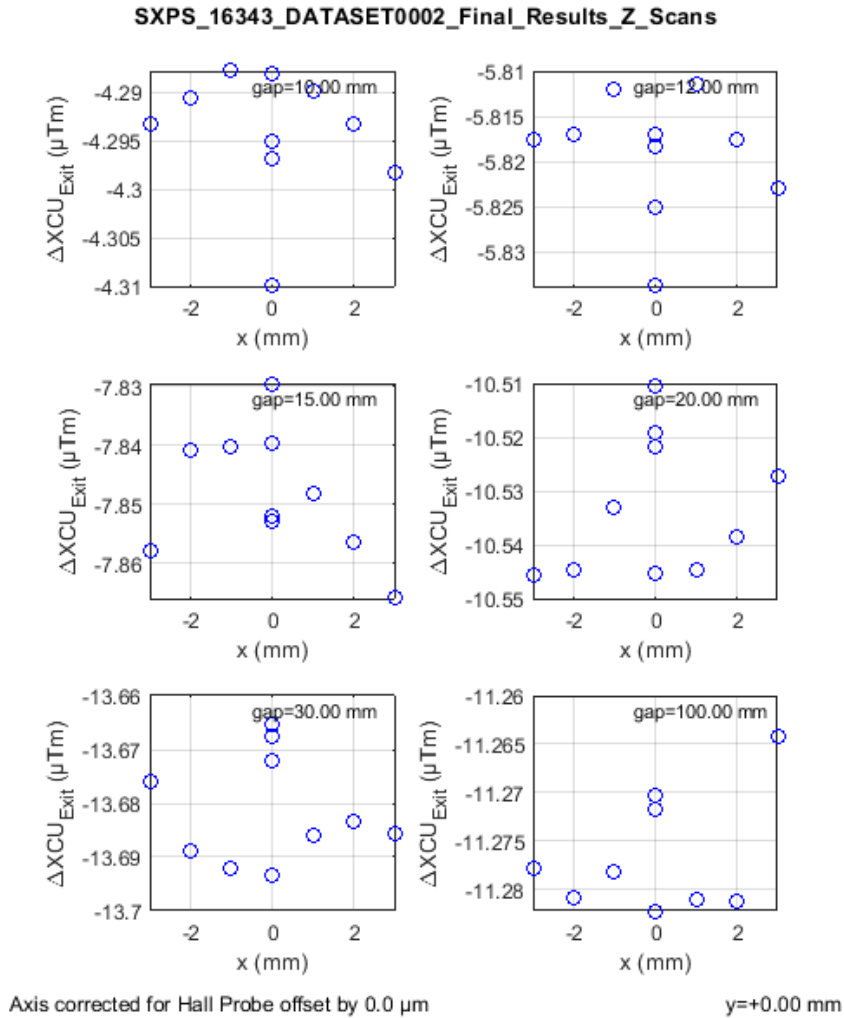 SXPS_16343_DATASET0002_Final_Results_Z_Scans
gap=10.00 mm
-4.29
-4.295
-4.3
-4.305
-4.31
ΔXCU_Exit (µTm)
-2 0 2
x (mm)
gap=12.00 mm
-5.81
-5.815
-5.82
-5.825
-5.83
ΔXCU_Exit (µTm)
-2 0 2
x (mm)
gap=15.00 mm
-7.83
-7.84
-7.85
-7.86
ΔXCU_Exit (µTm)
-2 0 2
x (mm)
gap=20.00 mm
-10.51
-10.52
-10.53
-10.54
-10.55
ΔXCU_Exit (µTm)
-2 0 2
x (mm)
gap=30.00 mm
-13.66
-13.67
-13.68
-13.69
-13.7
ΔXCU_Exit (µTm)
-2 0 2
x (mm)
gap=100.00 mm
-11.26
-11.265
-11.27
-11.275
-11.28
ΔXCU_Exit (µTm)
-2 0 2
x (mm)
Axis corrected for Hall Probe offset by 0.0 µm
y=+0.00 mm